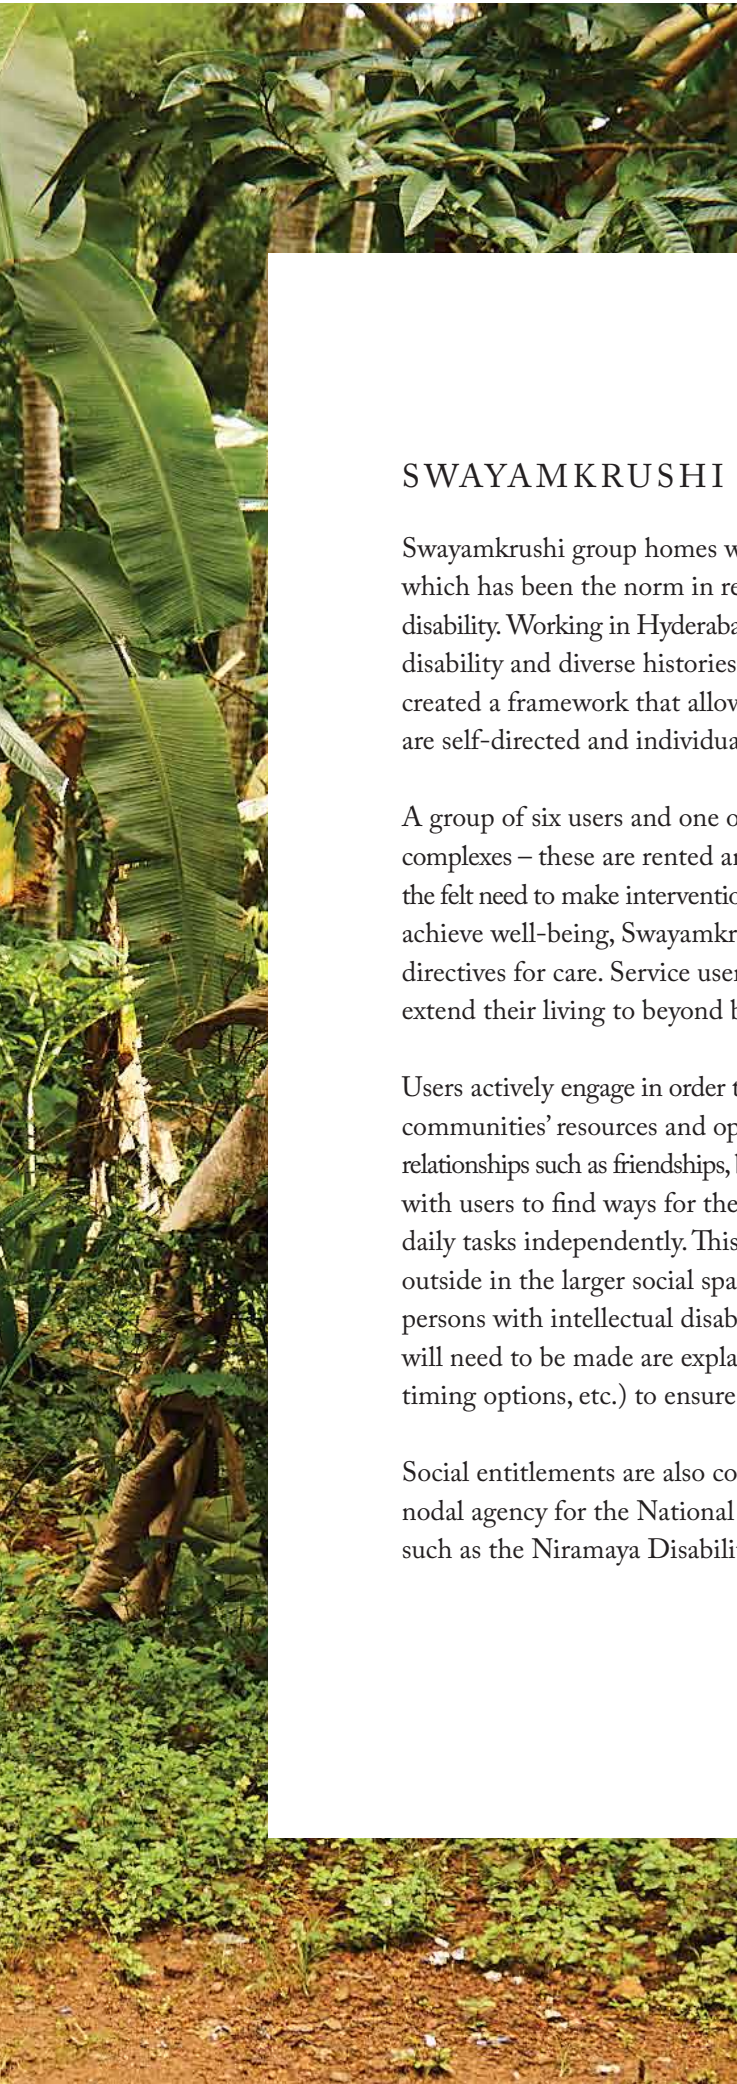 SWAYAMKRUSHI
Swayamkrushi group homes w
which has been the norm in re
disability. Working in Hyderaba
disability and diverse histories
created a framework that allow
are self-directed and individua
A group of six users and one o
complexes – these are rented an
the felt need to make interventio
achieve well-being, Swayamkr
directives for care. Service user
extend their living to beyond b
Users actively engage in order t
communities’ resources and op
relationships such as friendships, b
with users to find ways for the
daily tasks independently. This
outside in the larger social spa
persons with intellectual disab
will need to be made are expla
timing options, etc.) to ensure
Social entitlements are also co
nodal agency for the National
such as the Niramaya Disabili